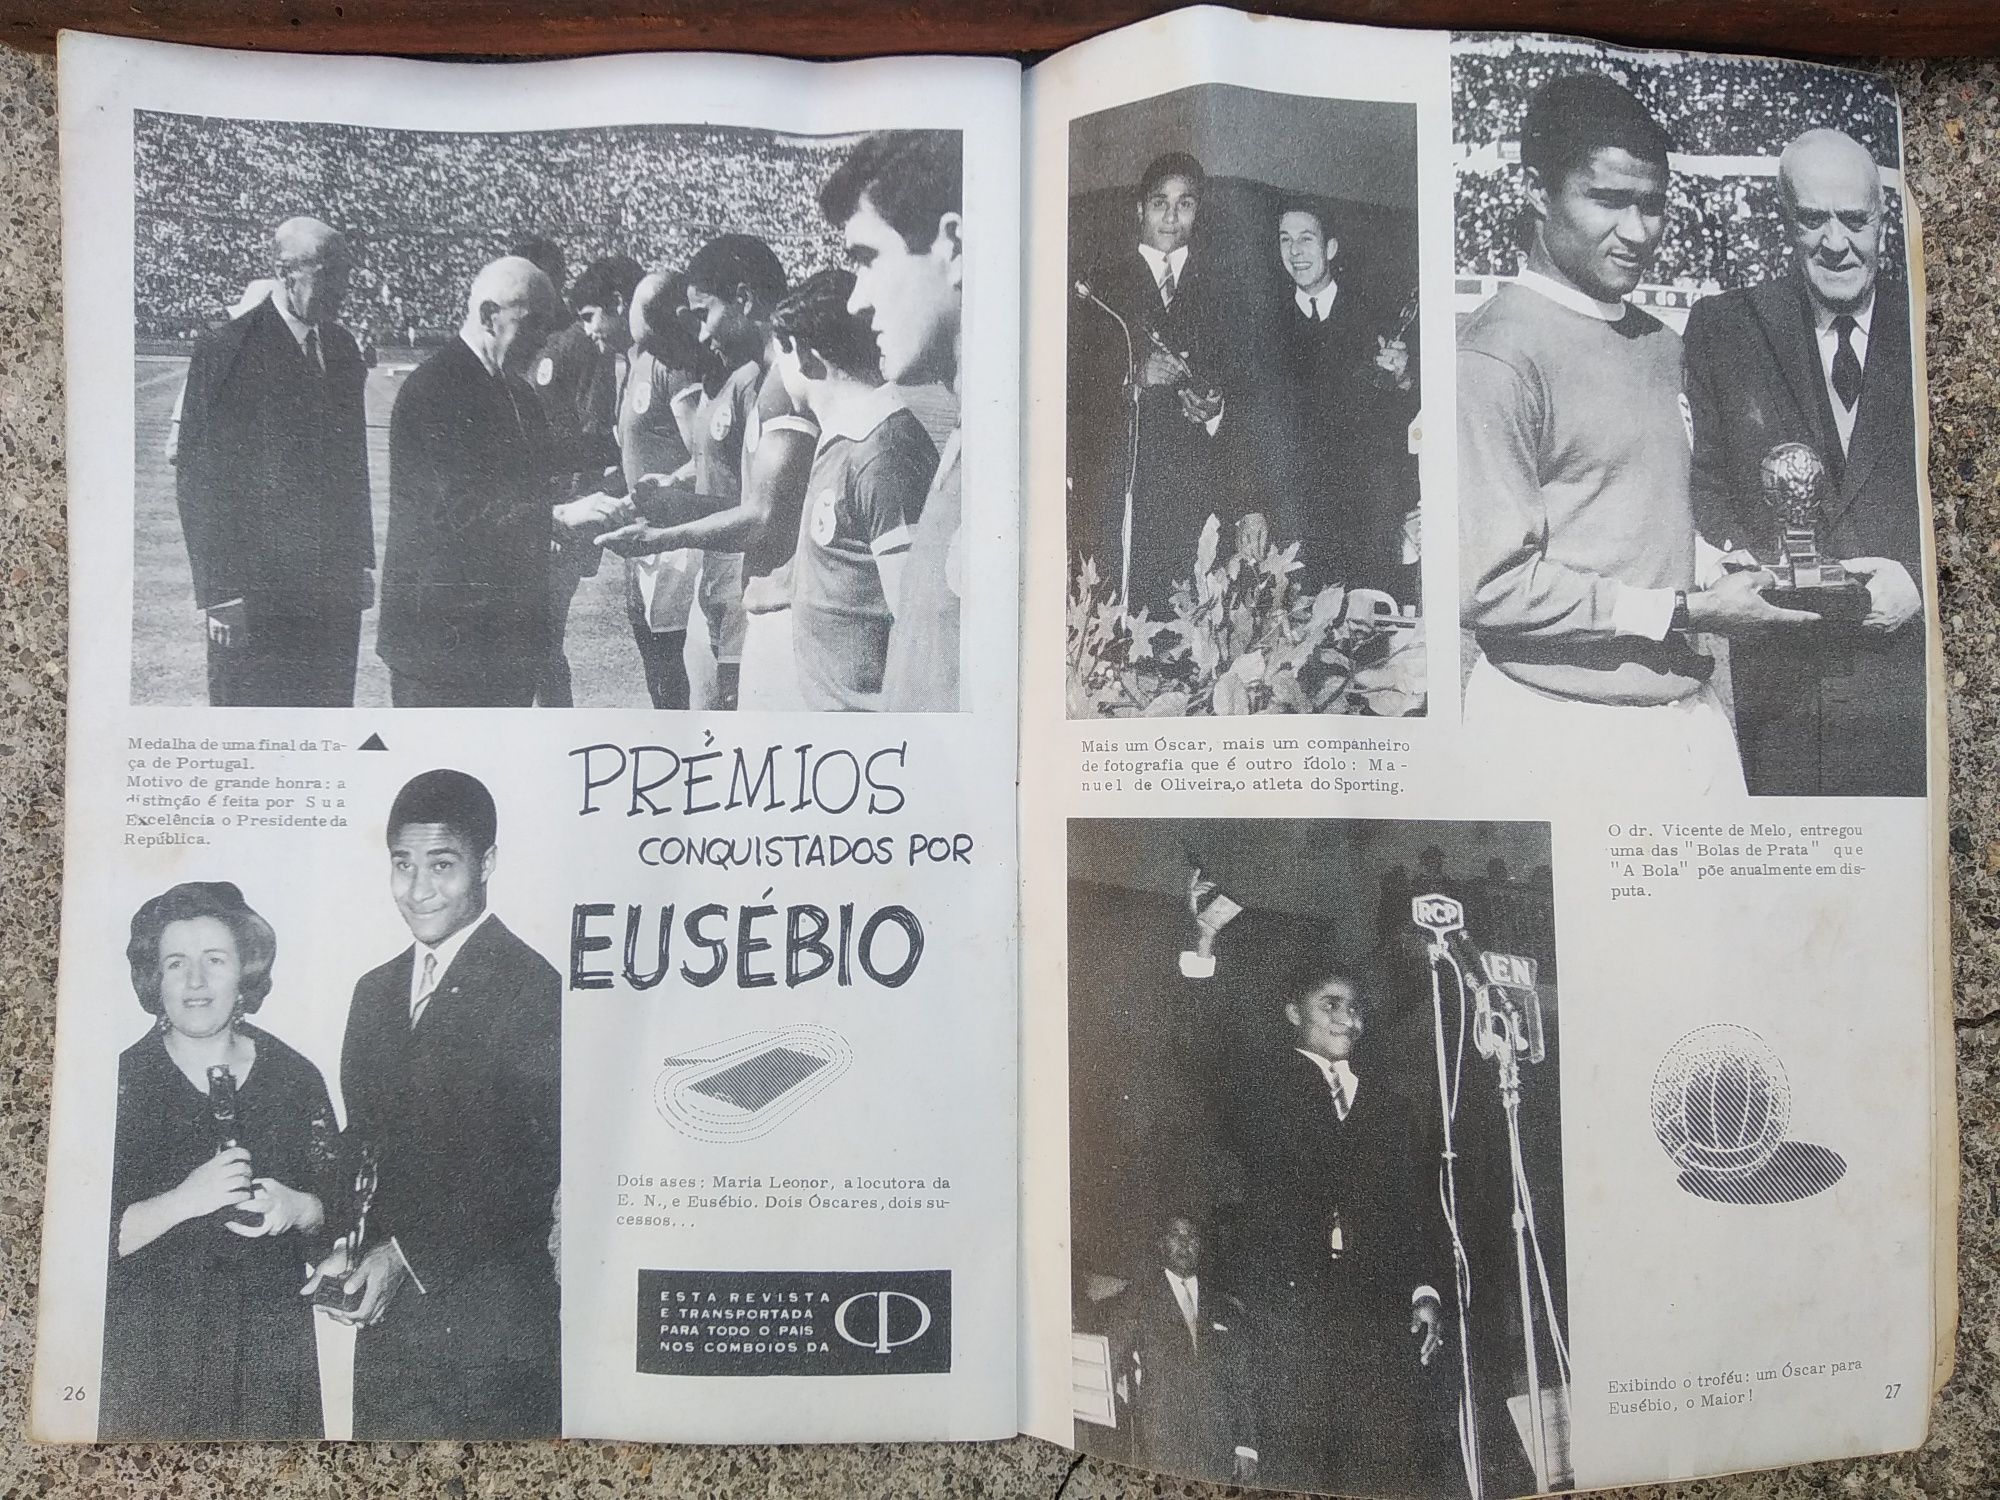 Medalha de uma final da Ta-
ça de Portugal.
Motivo de grande honra: a
distinção é feita por Sua
Excelência o Presidente da
República.
PRÉMIOS
CONQUISTADOS POR
EUSÉBIO
Dois ases: Maria Leonor, a locutora da
E. N., e Eusébio. Dois Óscares, dois su-
cessos...
ESTA REVISTA
E TRANSPORTADA
PARA TODO O PAIS
NOS COMBOIOS DA
CP
26
Mais um Óscar, mais um companheiro
de fotografia que é outro ídolo: Ma-
nuel de Oliveira,o atleta do Sporting.
O dr. Vicente de Melo, entregou
uma das "Bolas de Prata" que
"A Bola" põe anualmente em dis-
puta.
RCP
EN
Exibindo o troféu: um Óscar para
Eusébio, o Maior!
27